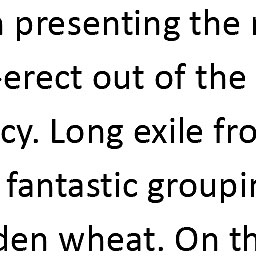 presenting the
erect out of the
cy. Long exile fro
fantastic groupin
den wheat. On th